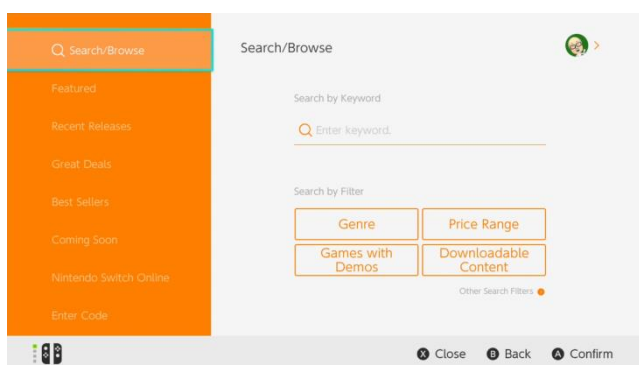 Search/Browse
Featured
Recent Releases
Great Deals
Best Sellers
Coming Soon
Nintendo Switch Online
Enter Code
Search/Browse
Search by Keyword
Enter keyword.
Search by Filter
Genre
Price Range
Games with
Demos
Downloadable
Content
Other Search Filters
X Close B Back A Confirm